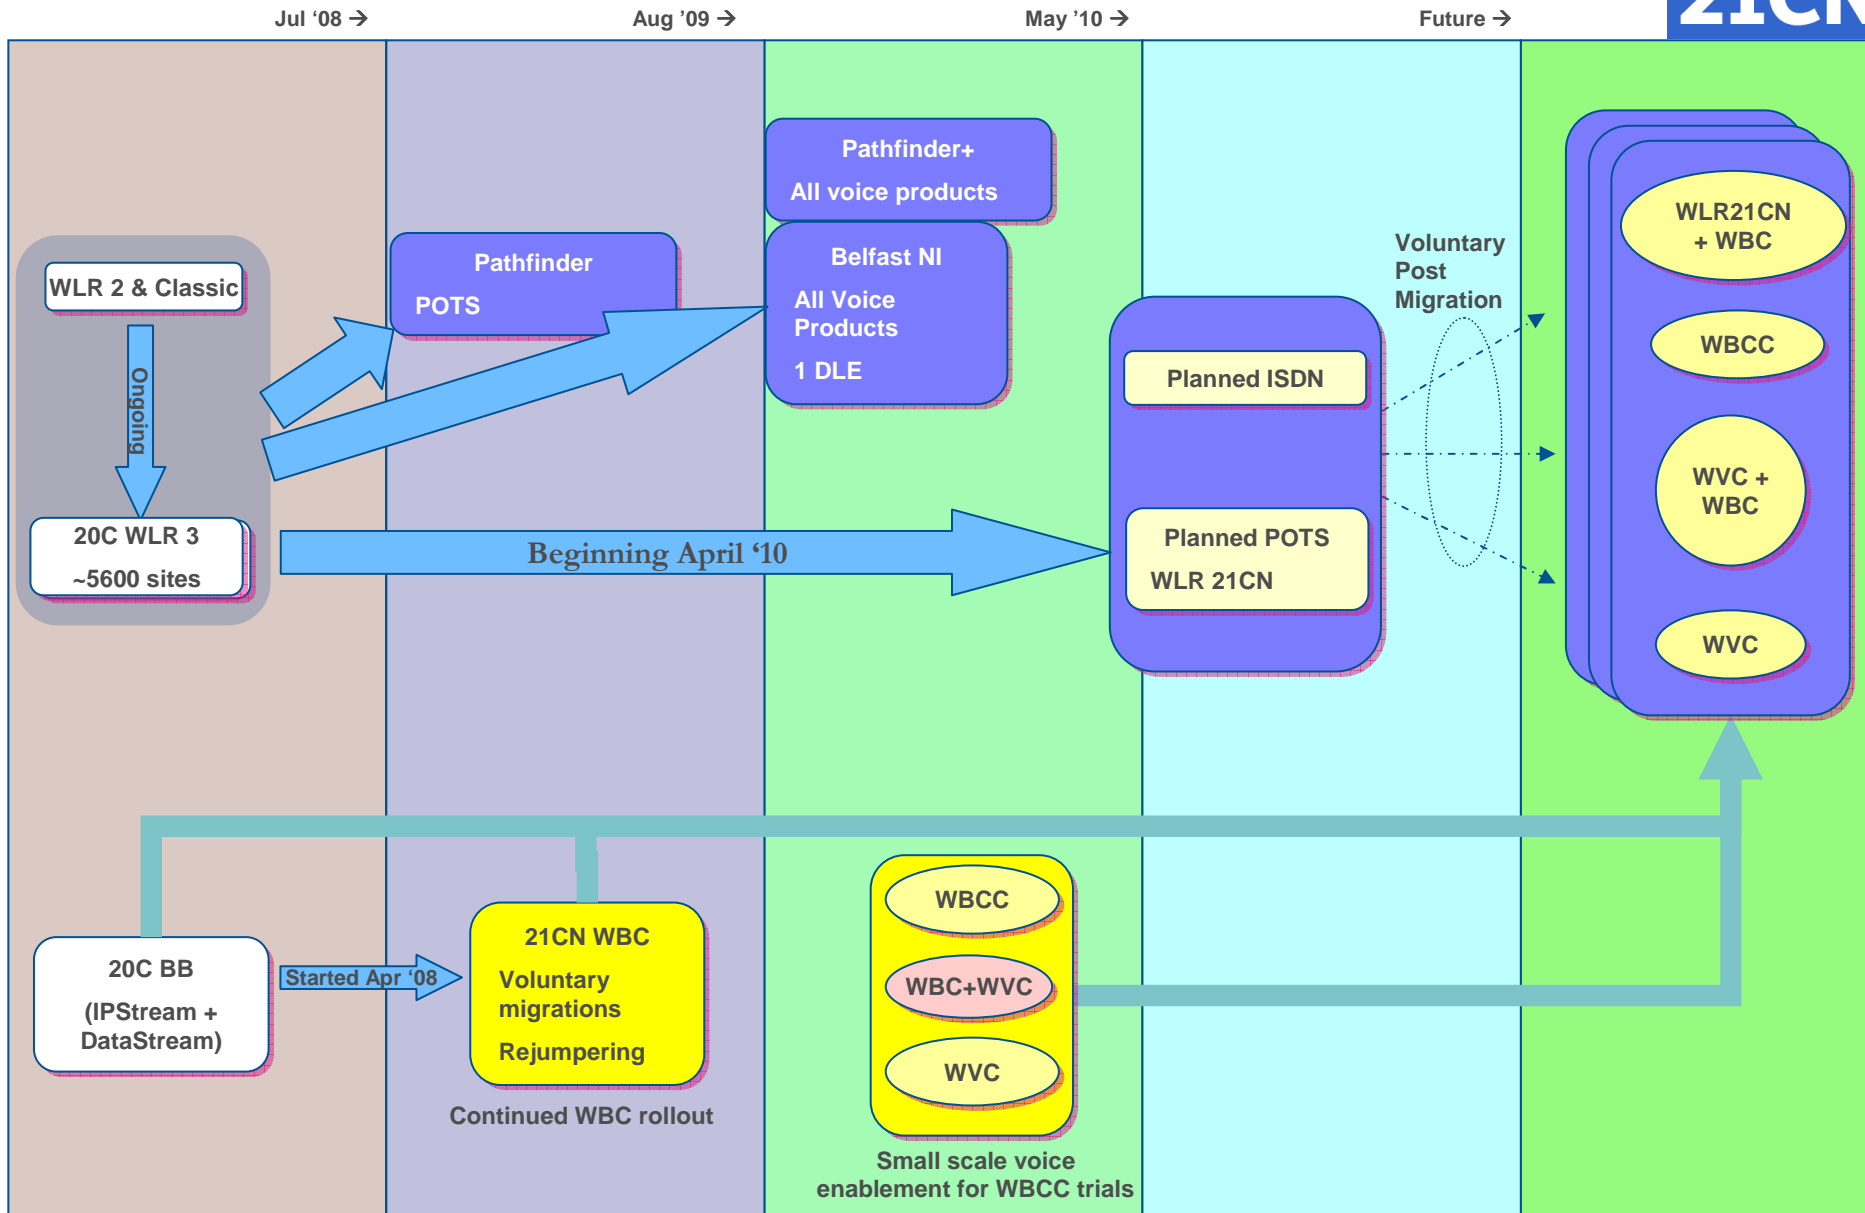 Jul '08 →
Aug '09 →
May '10 →
Future →
21CN
Pathfinder+
All voice products
WLR 2 & Classic
Ongoing
20C WLR 3
~5600 sites
Pathfinder
POTS
Belfast NI
All Voice
Products
1 DLE
Beginning April '10
Planned ISDN
Planned POTS
WLR 21CN
Voluntary
Post
Migration
WLR21CN
+ WBC
WBCC
WVC +
WBC
WVC
20C BB
(IPStream +
DataStream)
Started Apr '08
21CN WBC
Voluntary
migrations
Rejumpering
Continued WBC rollout
WBCC
WBC+WVC
WVC
Small scale voice
enablement for WBCC trials